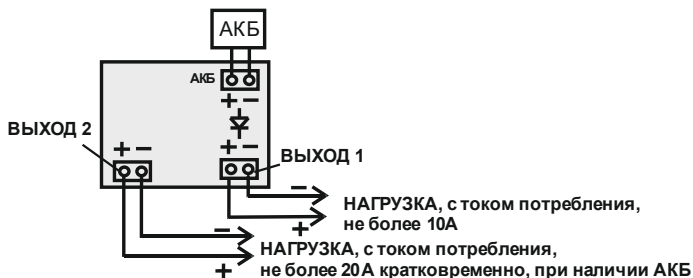 АКБ
АКБ
+ −
+ −
+ −
ВЫХОД 2
ВЫХОД 1
−
+
НАГРУЗКА, с током потребления,
не более 10А
−
+
НАГРУЗКА, с током потребления,
не более 20А кратковременно, при наличии АКБ